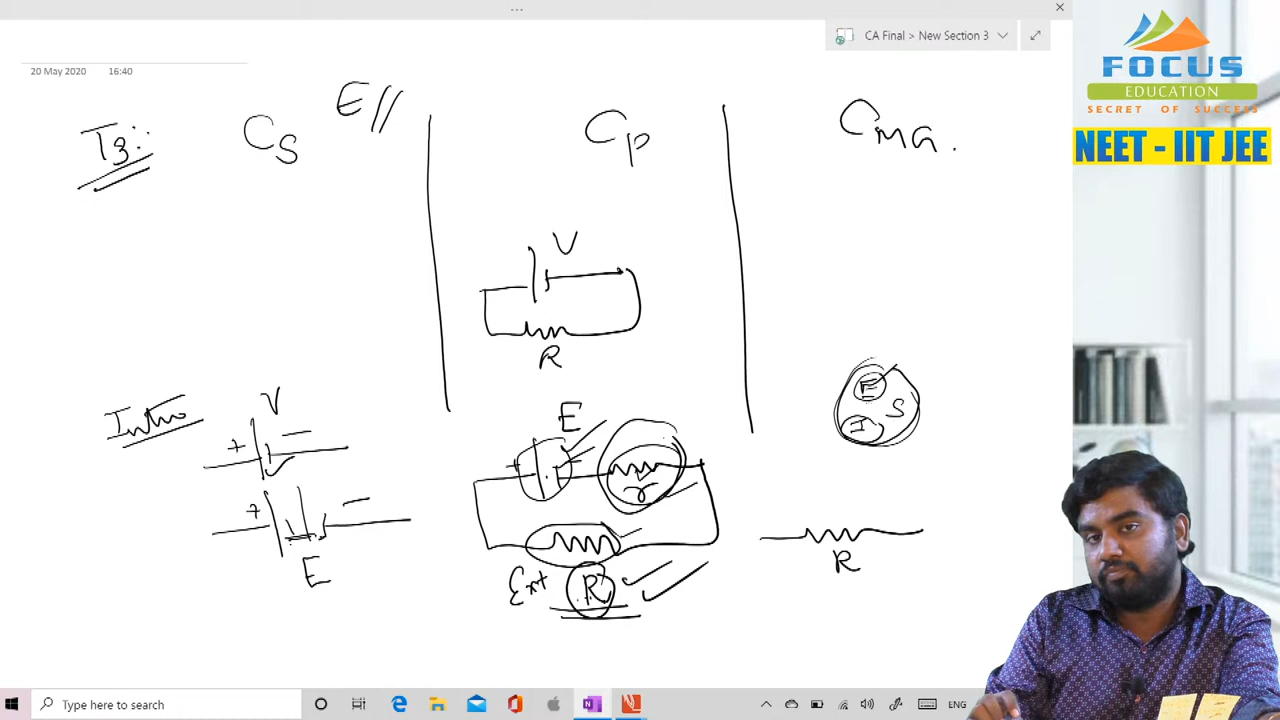 CA Final > New Section 3
20 May 2020 16:40
FOCUS
EDUCATION
SECRET OF SUCCESS
NEET - IIT JEE
E//
T3:
CS
CP
CMG.
V
R
Intro
V
+ −
+ −
E
E
r
Ext R
E
S
I
R
Type here to search
ENG